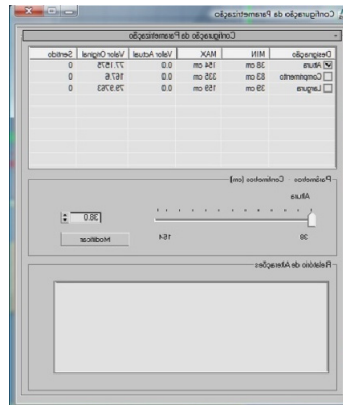 Configuração da Parametrização
Configuração da Parametrização
Designação MIN MAX Valor Actual Valor Original Sentido
Altura 38 cm 154 cm 0.0 77.1575 0
Comprimento 83 cm 335 cm 0.0 167.6 0
Largura 39 cm 159 cm 0.0 79.9763 0
Parâmetros - Centímetros [cm]
Altura
38.0
39 154
Modificar
Relatório de Alterações